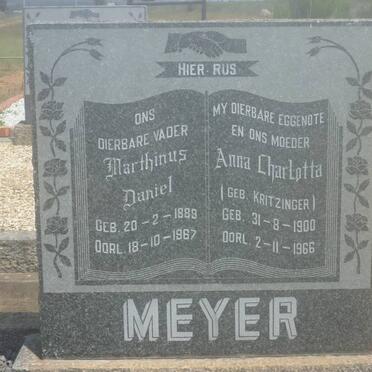 HIER RUS
ONS
DIERBARE VADER
Marthinus
Daniel
GEB. 20-2-1889
OORL. 18-10-1967
MY DIERBARE EGGENOTE
EN ONS MOEDER
Anna Charlotta
(GEB. KRITZINGER)
GEB. 31-8-1900
OORL. 2-11-1966
MEYER